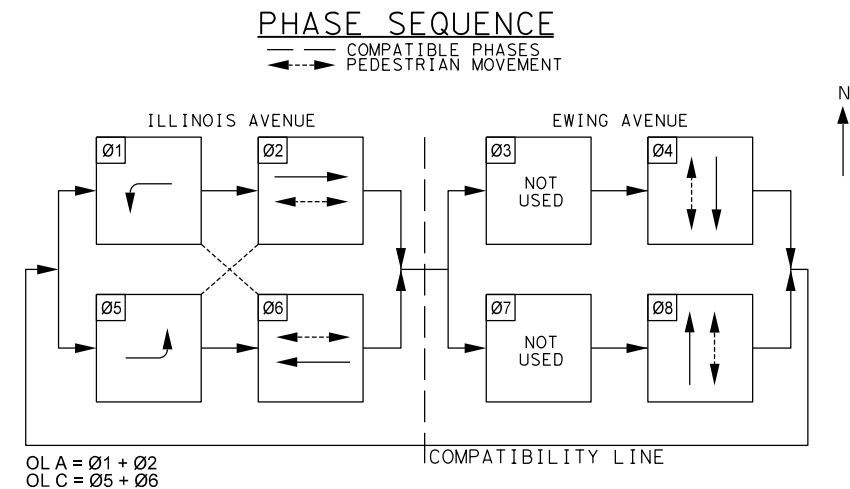 PHASE SEQUENCE
COMPATIBLE PHASES
PEDESTRIAN MOVEMENT
N
ILLINOIS AVENUE
EWING AVENUE
Ø1
Ø2
Ø3
NOT
USED
Ø4
Ø5
Ø6
Ø7
NOT
USED
Ø8
COMPATIBILITY LINE
OL A = Ø1 + Ø2
OL C = Ø5 + Ø6